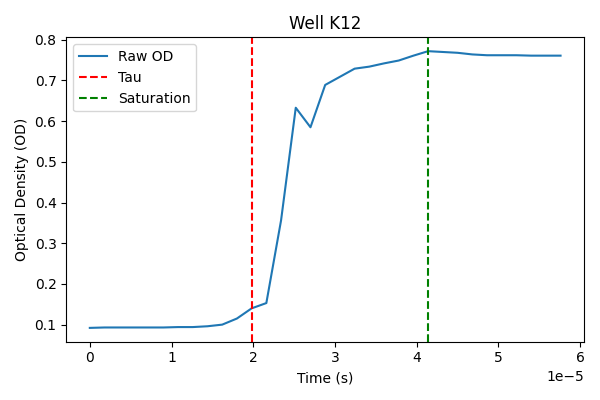 Well K12
Raw OD
Tau
Saturation
Optical Density (OD)
0.8
0.7
0.6
0.5
0.4
0.3
0.2
0.1
0 1 2 3 4 5 6
1e−5
Time (s)